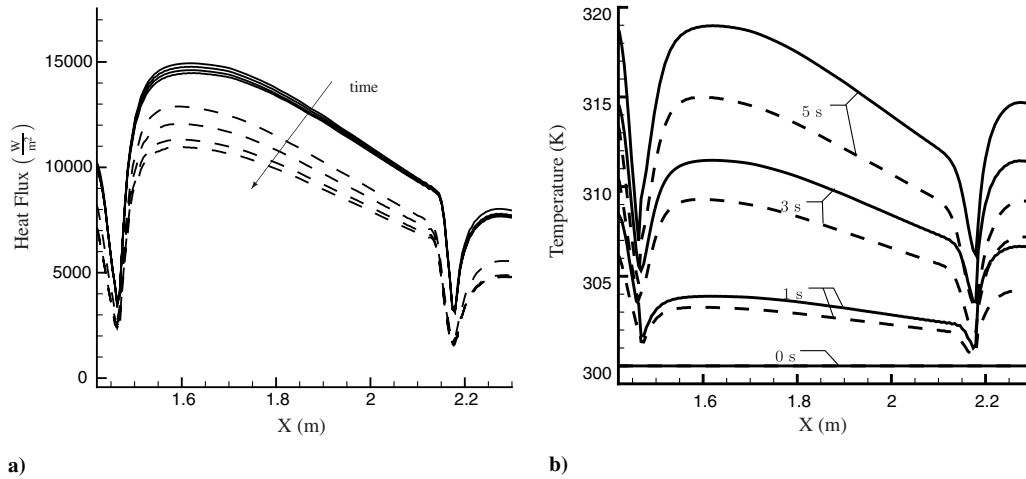 15000
10000
5000
0
Heat Flux (W/m²)
time
1.6 1.8 2 2.2
X (m)
a)
320
315
310
305
300
Temperature (K)
5 s
3 s
1 s
0 s
1.6 1.8 2 2.2
X (m)
b)